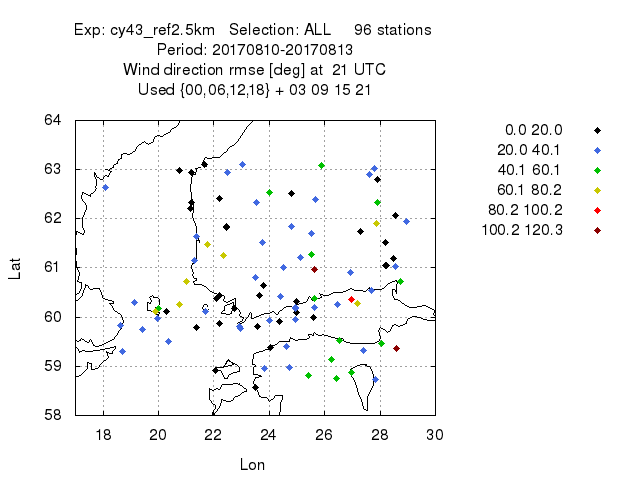 Exp: cy43_ref2.5km   Selection: ALL     96 stations
Period: 20170810-20170813
Wind direction rmse [deg] at  21 UTC
Used {00,06,12,18} + 03 09 15 21
64
63
62
61
60
59
58
Lat
18 20 22 24 26 28 30
Lon
0.0 20.0
20.0 40.1
40.1 60.1
60.1 80.2
80.2 100.2
100.2 120.3